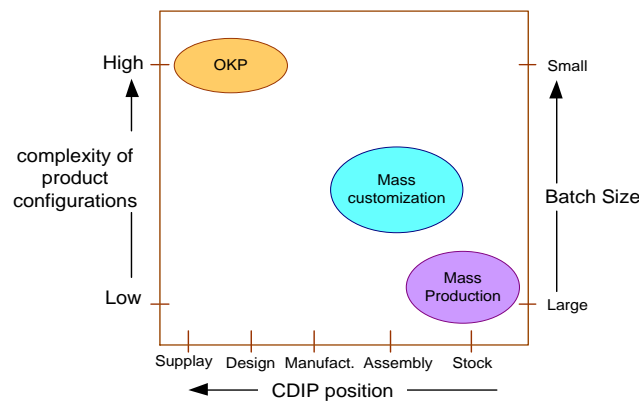 High
OKP
Small
complexity of
product
configurations
Mass
customization
Batch Size
Mass
Production
Low
Large
Supplay
Design
Manufact.
Assembly
Stock
CDIP position